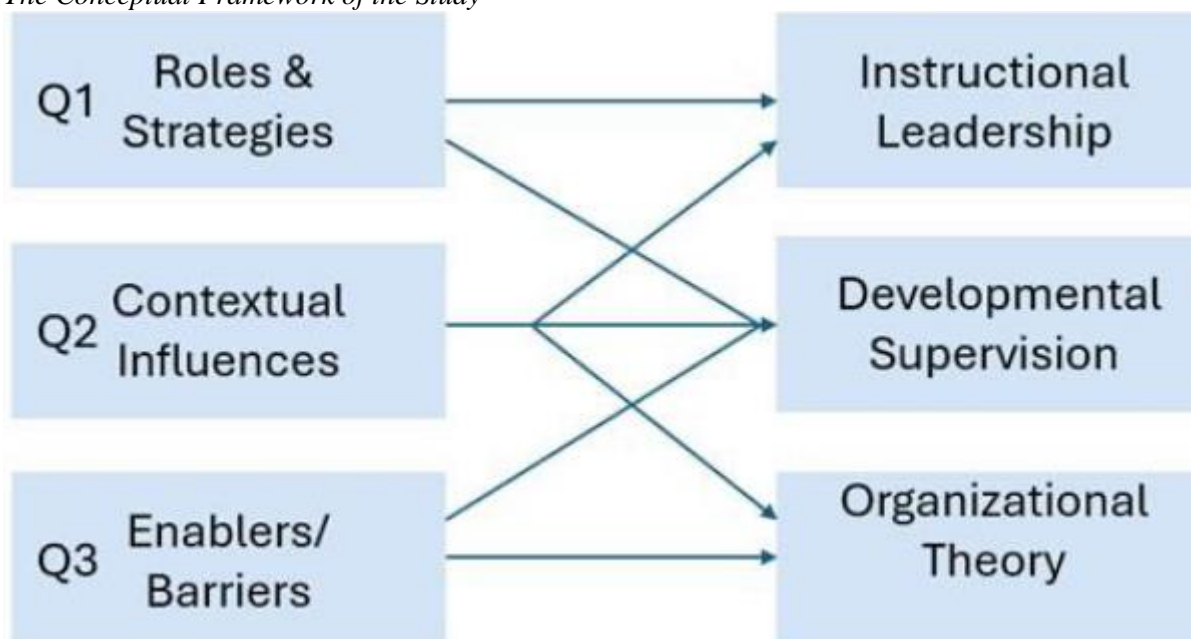 The Conceptual Framework of the Study
Q1
Roles &
Strategies
Instructional
Leadership
Q2
Contextual
Influences
Developmental
Supervision
Q3
Enablers/
Barriers
Organizational
Theory